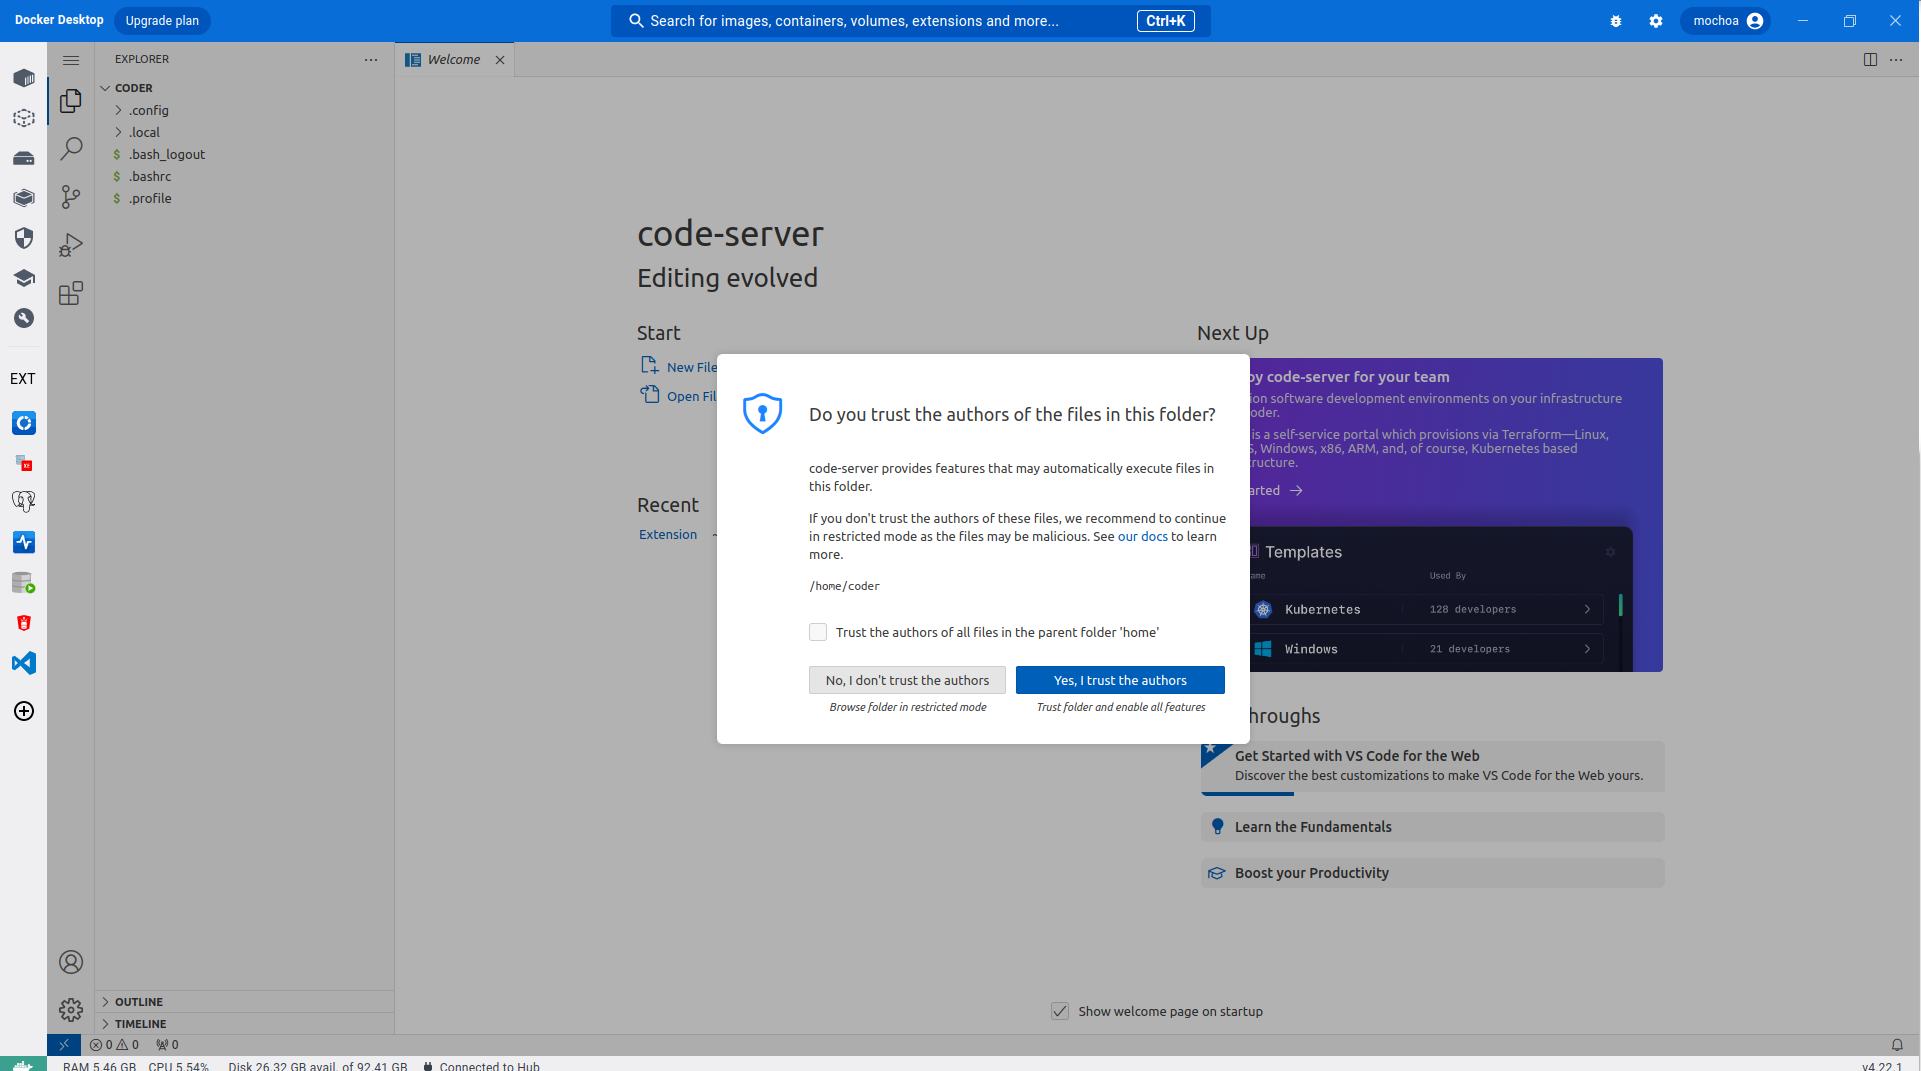 Docker Desktop
Upgrade plan
Search for images, containers, volumes, extensions and more...
Ctrl+K
mochoa
EXPLORER
Welcome
CODER
.config
.local
$ .bash_logout
$ .bashrc
$ .profile
EXT
code-server
Editing evolved
Start
New File
Open Fil
Recent
Extension
Next Up
by code-server for your team
ion software development environments on your infrastructure
oder.
is a self-service portal which provisions via Terraform—Linux,
, Windows, x86, ARM, and, of course, Kubernetes based
ructure.
arted
Templates
ame
Used By
Kubernetes
128 developers
Windows
21 developers
Do you trust the authors of the files in this folder?
code-server provides features that may automatically execute files in
this folder.
If you don't trust the authors of these files, we recommend to continue
in restricted mode as the files may be malicious. See our docs to learn
more.
/home/coder
Trust the authors of all files in the parent folder 'home'
No, I don't trust the authors
Yes, I trust the authors
Browse folder in restricted mode
Trust folder and enable all features
hroughs
Get Started with VS Code for the Web
Discover the best customizations to make VS Code for the Web yours.
Learn the Fundamentals
Boost your Productivity
Show welcome page on startup
OUTLINE
TIMELINE
0 0 0
RAM 5.46 GB CPU 5.54% Disk 26.32 GB avail. of 92.41 GB Connected to Hub
v4.22.1